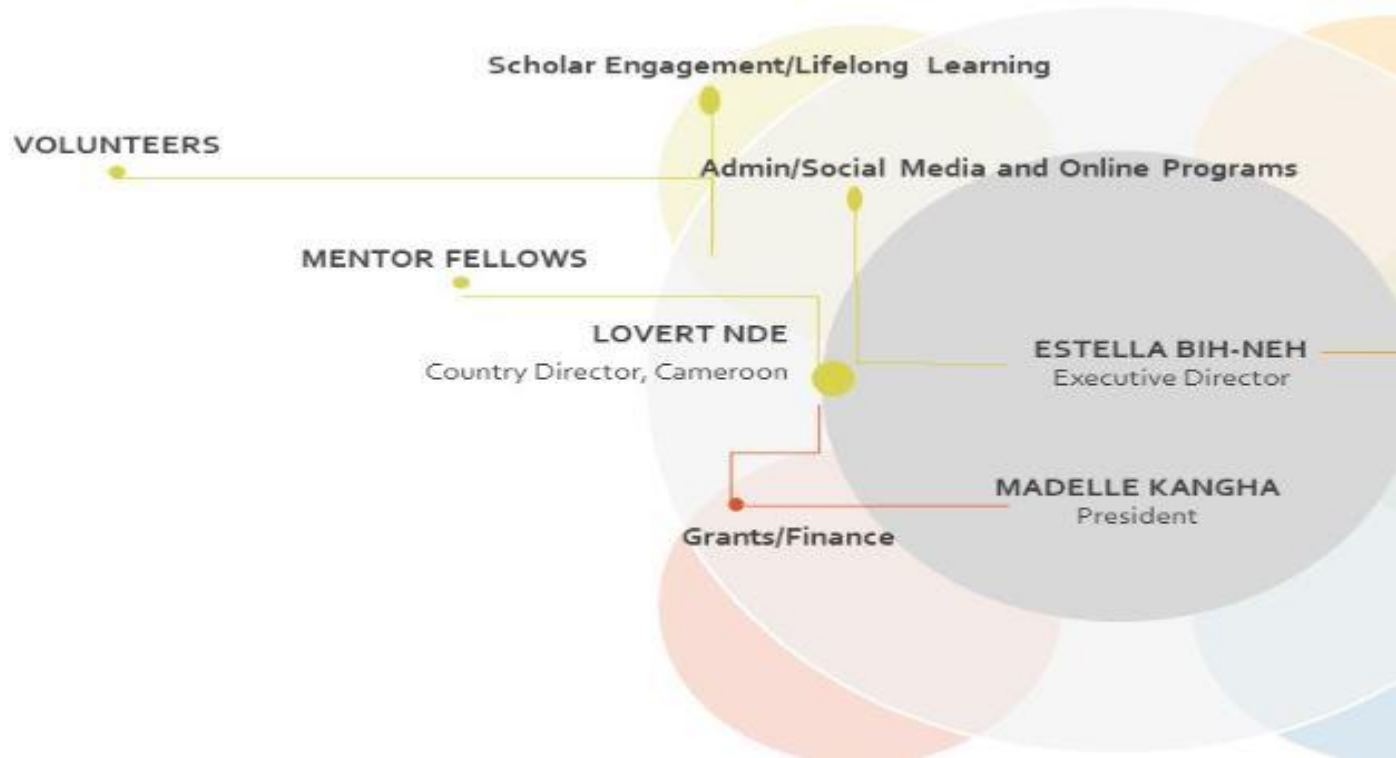 Scholar Engagement/Lifelong Learning
VOLUNTEERS
Admin/Social Media and Online Programs
MENTOR FELLOWS
LOVERT NDE
Country Director, Cameroon
ESTELLA BIH-NEH
Executive Director
MADELLE KANGHA
President
Grants/Finance